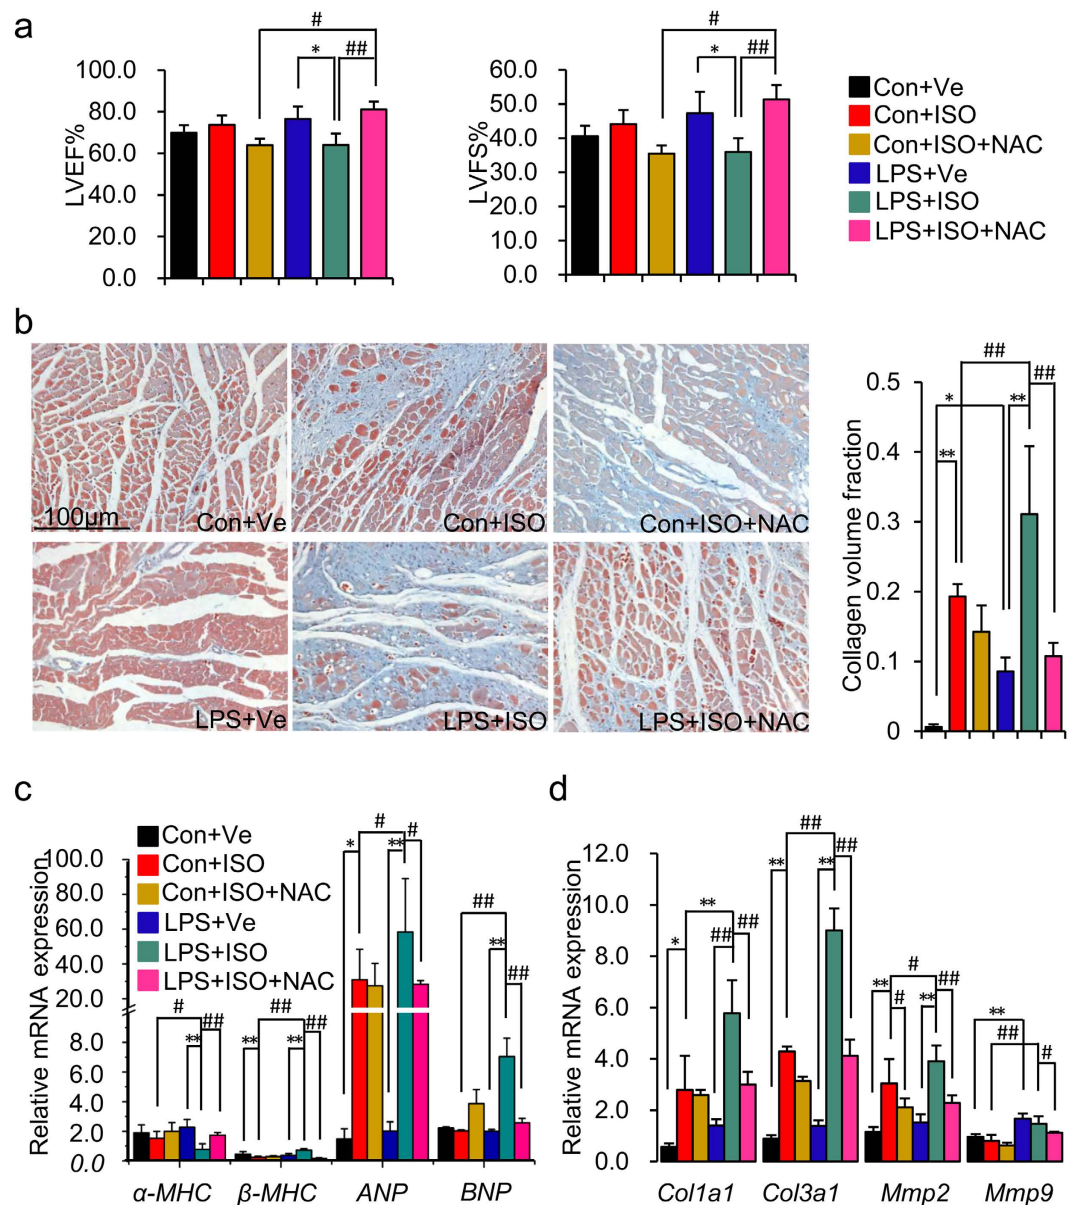 a
LVEF%
100.0
80.0
60.0
40.0
20.0
0.0
#
*
##
LVFS%
60.0
50.0
40.0
30.0
20.0
10.0
0.0
#
*
##
Con+Ve
Con+ISO
Con+ISO+NAC
LPS+Ve
LPS+ISO
LPS+ISO+NAC
b
100μm
Con+Ve
Con+ISO
Con+ISO+NAC
LPS+Ve
LPS+ISO
LPS+ISO+NAC
Collagen volume fraction
0.5
0.4
0.3
0.2
0.1
0
##
##
*
**
**
c
Relative mRNA expression
100.0
80.0
60.0
40.0
20.0
8.0
6.0
4.0
2.0
0.0
Con+Ve
Con+ISO
Con+ISO+NAC
LPS+Ve
LPS+ISO
LPS+ISO+NAC
#
##
**
##
##
**
**
#
*
**
#
##
**
##
α-MHC
β-MHC
ANP
BNP
d
Relative mRNA expression
12.0
10.0
8.0
6.0
4.0
2.0
0.0
**
*
##
##
##
**
**
##
#
**
#
**
##
**
##
#
Col1a1
Col3a1
Mmp2
Mmp9